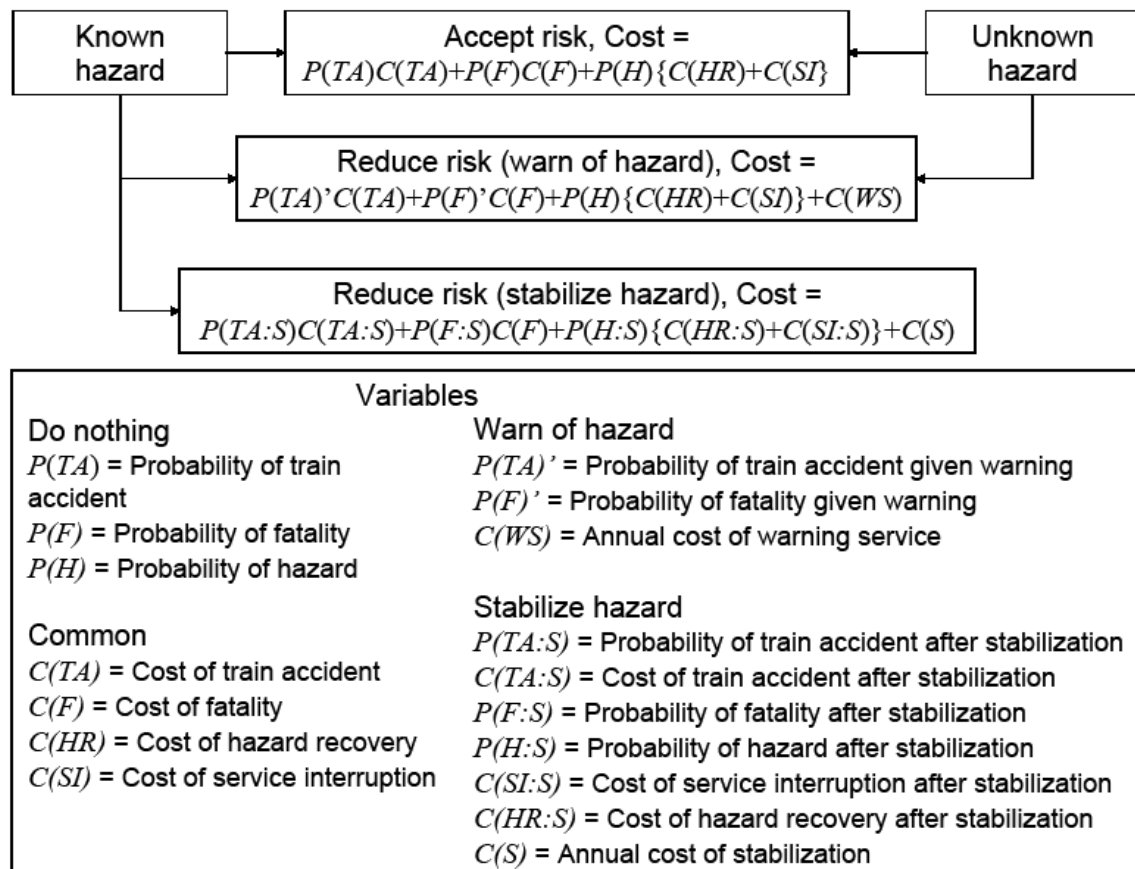 Known
hazard
Accept risk, Cost =
P(TA)C(TA)+P(F)C(F)+P(H){C(HR)+C(SI}
Unknown
hazard
Reduce risk (warn of hazard), Cost =
P(TA)’C(TA)+P(F)’C(F)+P(H){C(HR)+C(SI)}+C(WS)
Reduce risk (stabilize hazard), Cost =
P(TA:S)C(TA:S)+P(F:S)C(F)+P(H:S){C(HR:S)+C(SI:S)}+C(S)
Variables
Do nothing
P(TA) = Probability of train
accident
P(F) = Probability of fatality
P(H) = Probability of hazard
Common
C(TA) = Cost of train accident
C(F) = Cost of fatality
C(HR) = Cost of hazard recovery
C(SI) = Cost of service interruption
Warn of hazard
P(TA)’ = Probability of train accident given warning
P(F)’ = Probability of fatality given warning
C(WS) = Annual cost of warning service
Stabilize hazard
P(TA:S) = Probability of train accident after stabilization
C(TA:S) = Cost of train accident after stabilization
P(F:S) = Probability of fatality after stabilization
P(H:S) = Probability of hazard after stabilization
C(SI:S) = Cost of service interruption after stabilization
C(HR:S) = Cost of hazard recovery after stabilization
C(S) = Annual cost of stabilization